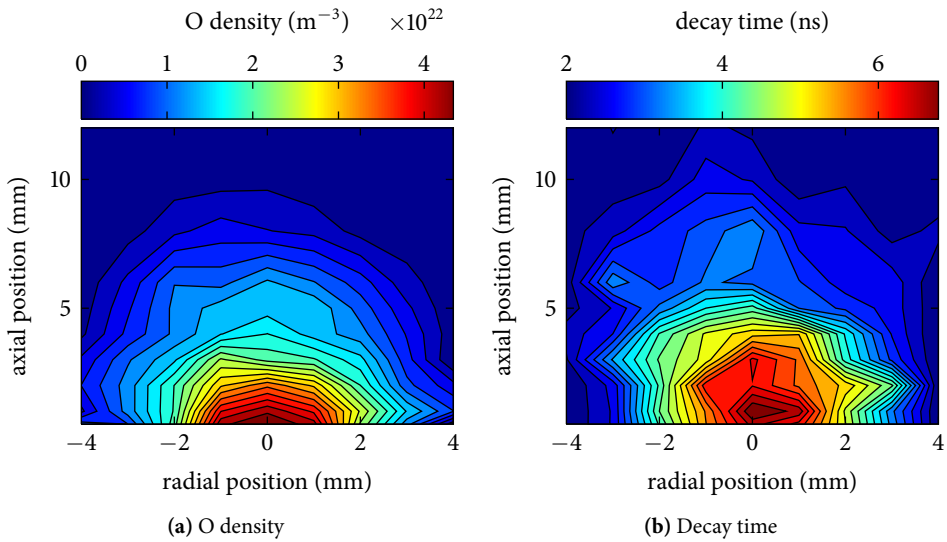 O density (m⁻³) ×10²²
0 1 2 3 4
axial position (mm)
10
5
−4 −2 0 2 4
radial position (mm)
(a) O density
decay time (ns)
2 4 6
axial position (mm)
10
5
−4 −2 0 2 4
radial position (mm)
(b) Decay time